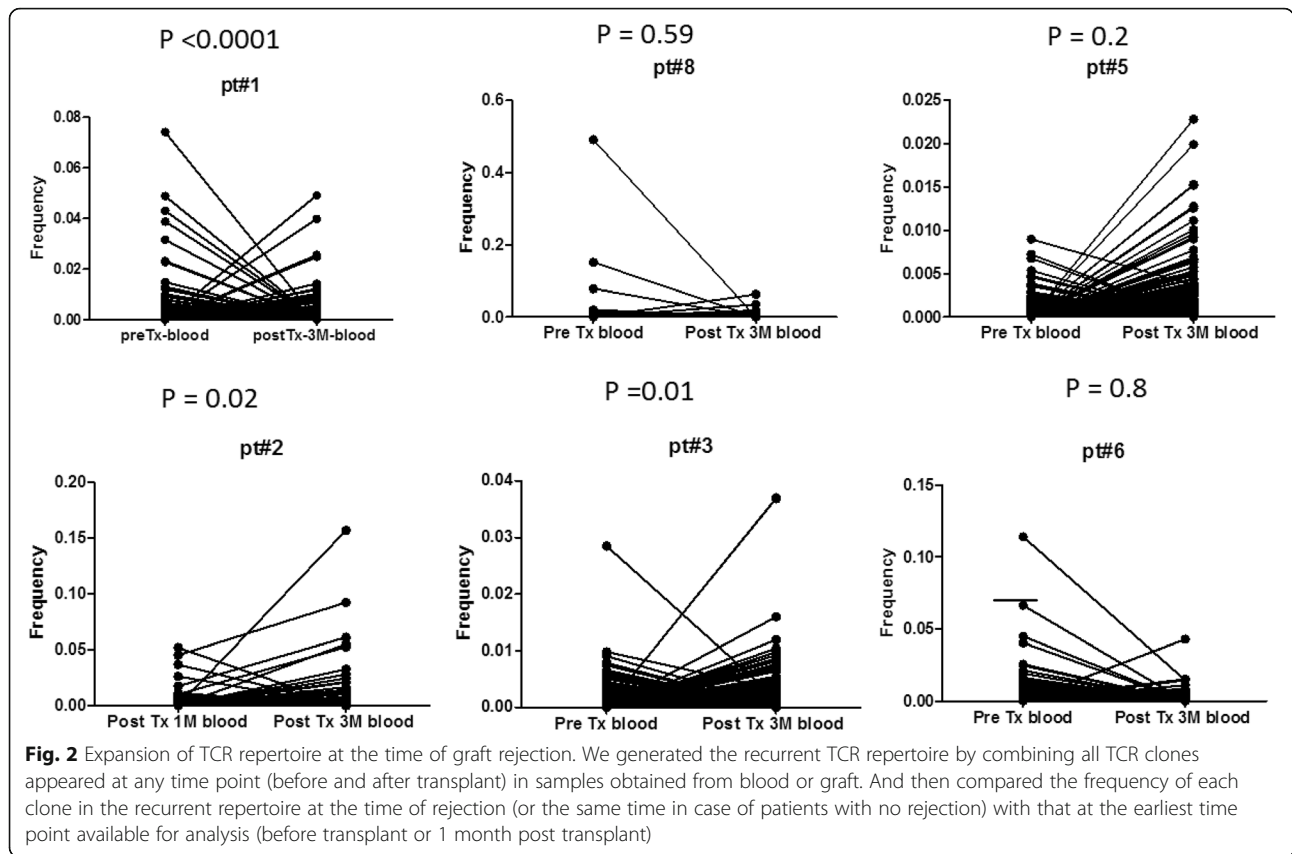 P <0.0001
pt#1
Frequency
0.08
0.06
0.04
0.02
0.00
preTx-blood
postTx-3M-blood
P = 0.59
pt#8
Frequency
0.6
0.4
0.2
0.0
Pre Tx blood
Post Tx 3M blood
P = 0.2
pt#5
Frequency
0.025
0.020
0.015
0.010
0.005
0.000
Pre Tx blood
Post Tx 3M blood
P = 0.02
pt#2
Frequency
0.20
0.15
0.10
0.05
0.00
Post Tx 1M blood
Post Tx 3M blood
P =0.01
pt#3
Frequency
0.04
0.03
0.02
0.01
0.00
Pre Tx blood
Post Tx 3M blood
P = 0.8
pt#6
Frequency
0.15
0.10
0.05
0.00
Pre Tx blood
Post Tx 3M blood
Fig. 2 Expansion of TCR repertoire at the time of graft rejection. We generated the recurrent TCR repertoire by combining all TCR clones
appeared at any time point (before and after transplant) in samples obtained from blood or graft. And then compared the frequency of each
clone in the recurrent repertoire at the time of rejection (or the same time in case of patients with no rejection) with that at the earliest time
point available for analysis (before transplant or 1 month post transplant)